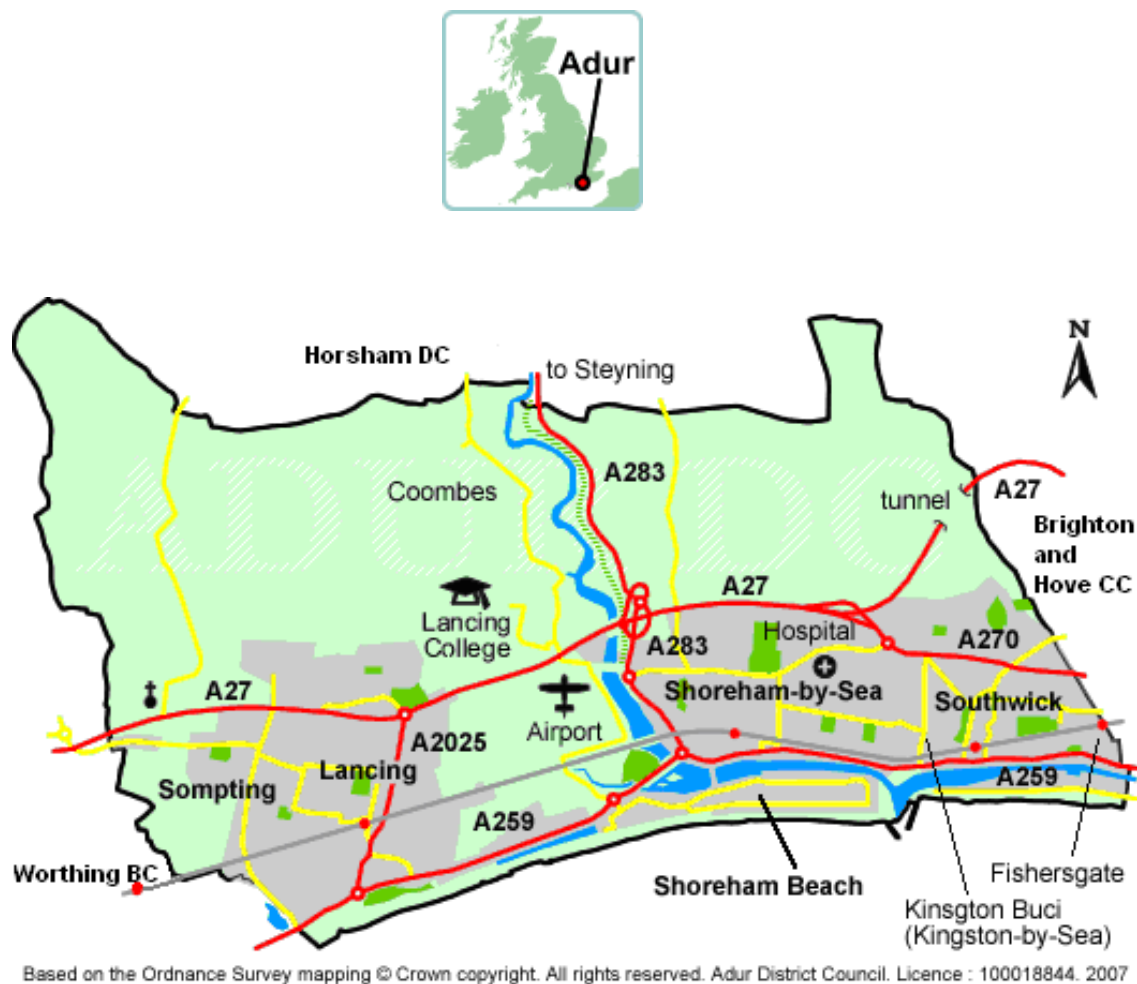 Adur
N
Horsham DC
to Steyning
A283
Coombes
ADUR DC
tunnel
A27
Brighton
and
Hove CC
A27
Lancing
College
Hospital
A283
A270
A27
Shoreham-by-Sea
Southwick
Airport
A2025
Lancing
Sompting
A259
A259
Worthing BC
Shoreham Beach
Fishersgate
Kinsgton Buci
(Kingston-by-Sea)
Based on the Ordnance Survey mapping © Crown copyright. All rights reserved. Adur District Council. Licence : 100018844. 2007